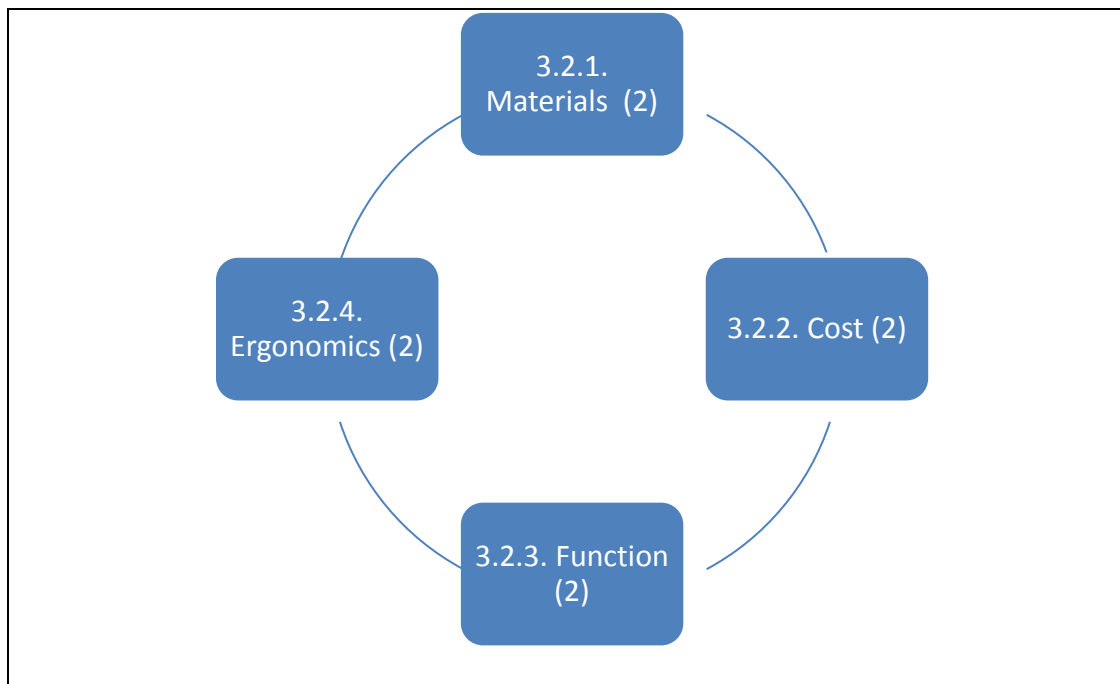 3.2.1.
Materials  (2)
3.2.2. Cost (2)
3.2.3. Function
(2)
3.2.4.
Ergonomics (2)